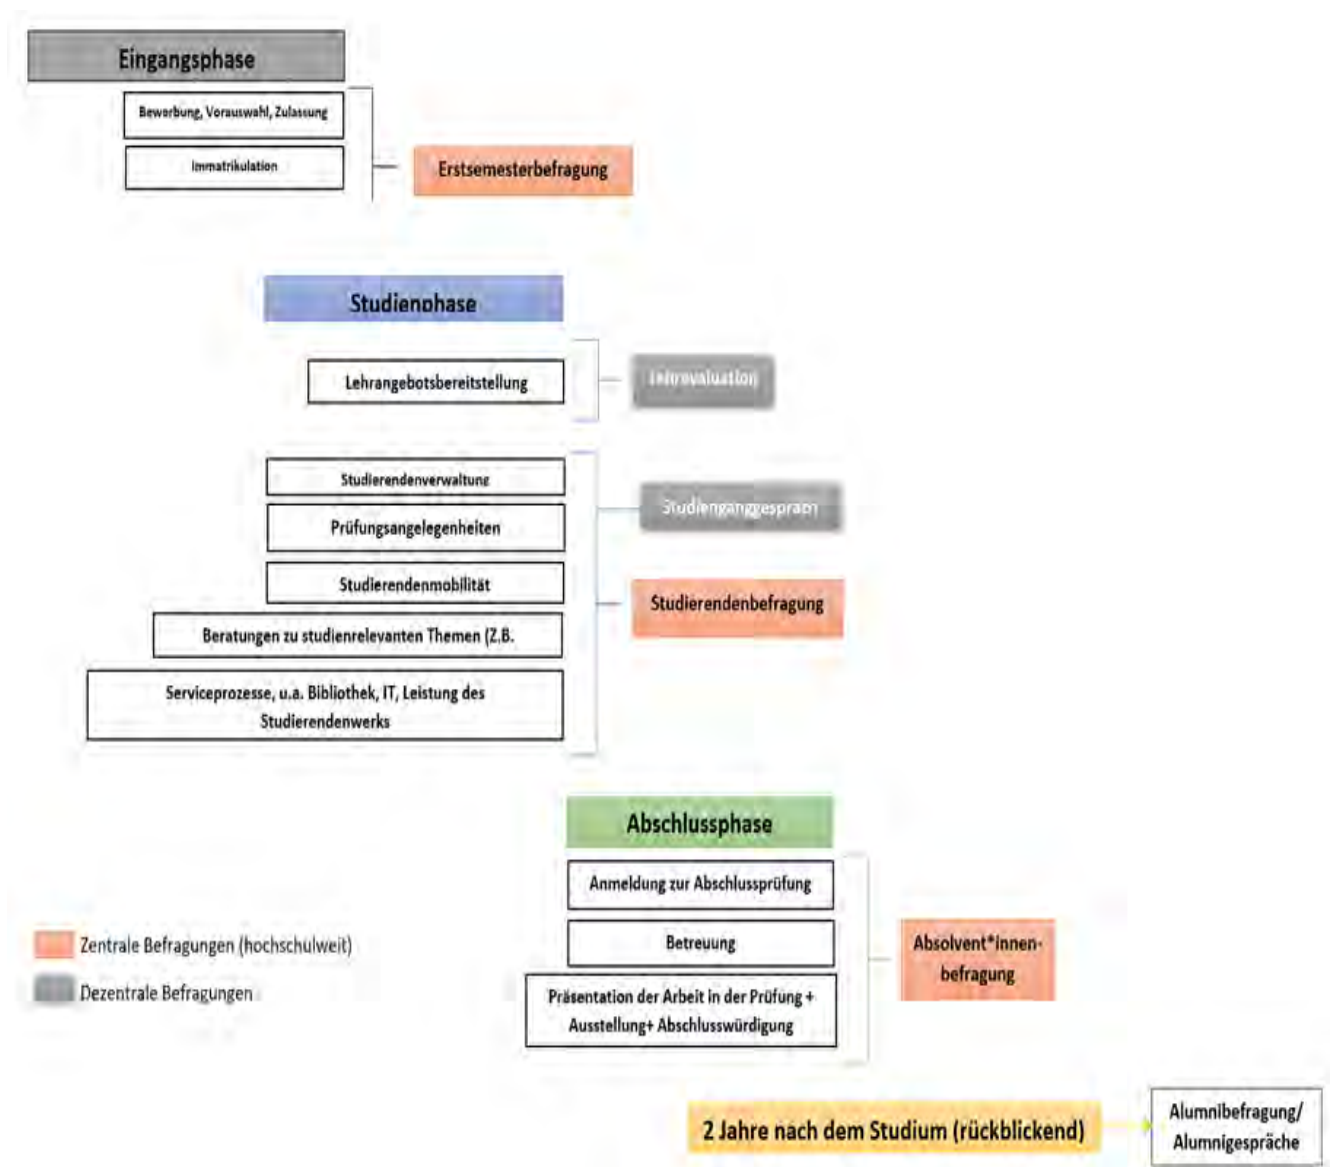 Eingangsphase
Bewerbung, Vorauswahl, Zulassung
Immatrikulation
Erstsemesterbefragung
Studienphase
Lehrangebotsbereitstellung
Lehrevaluation
Studierendenverwaltung
Studienganggespräch
Prüfungsangelegenheiten
Studierendenmobilität
Studierendenbefragung
Beratungen zu studienrelevanten Themen (Z.B.
Serviceprozesse, u.a. Bibliothek, IT, Leistung des
Studierendenwerks
Abschlussphase
Anmeldung zur Abschlussprüfung
Betreuung
Absolvent*innen-
befragung
Präsentation der Arbeit in der Prüfung +
Ausstellung+ Abschlusswürdigung
Zentrale Befragungen (hochschulweit)
Dezentrale Befragungen
2 Jahre nach dem Studium (rückblickend)
Alumnibefragung/
Alumnigespräche